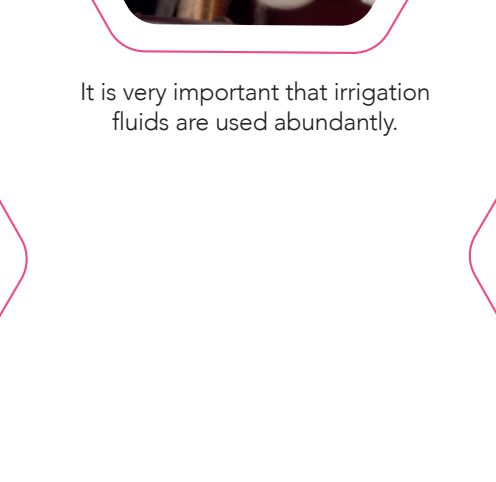 It is very important that irrigation
fluids are used abundantly.